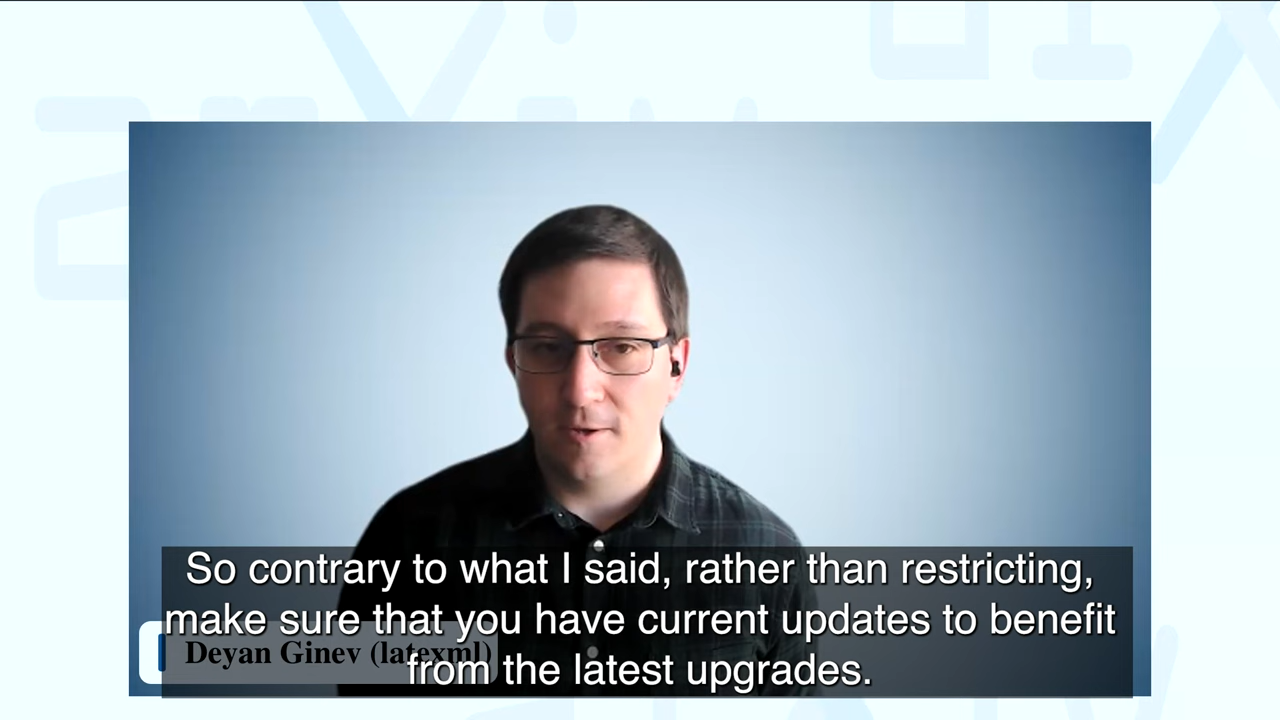 So contrary to what I said, rather than restricting,
make sure that you have current updates to benefit
from the latest upgrades.
Deyan Ginev (latexml)